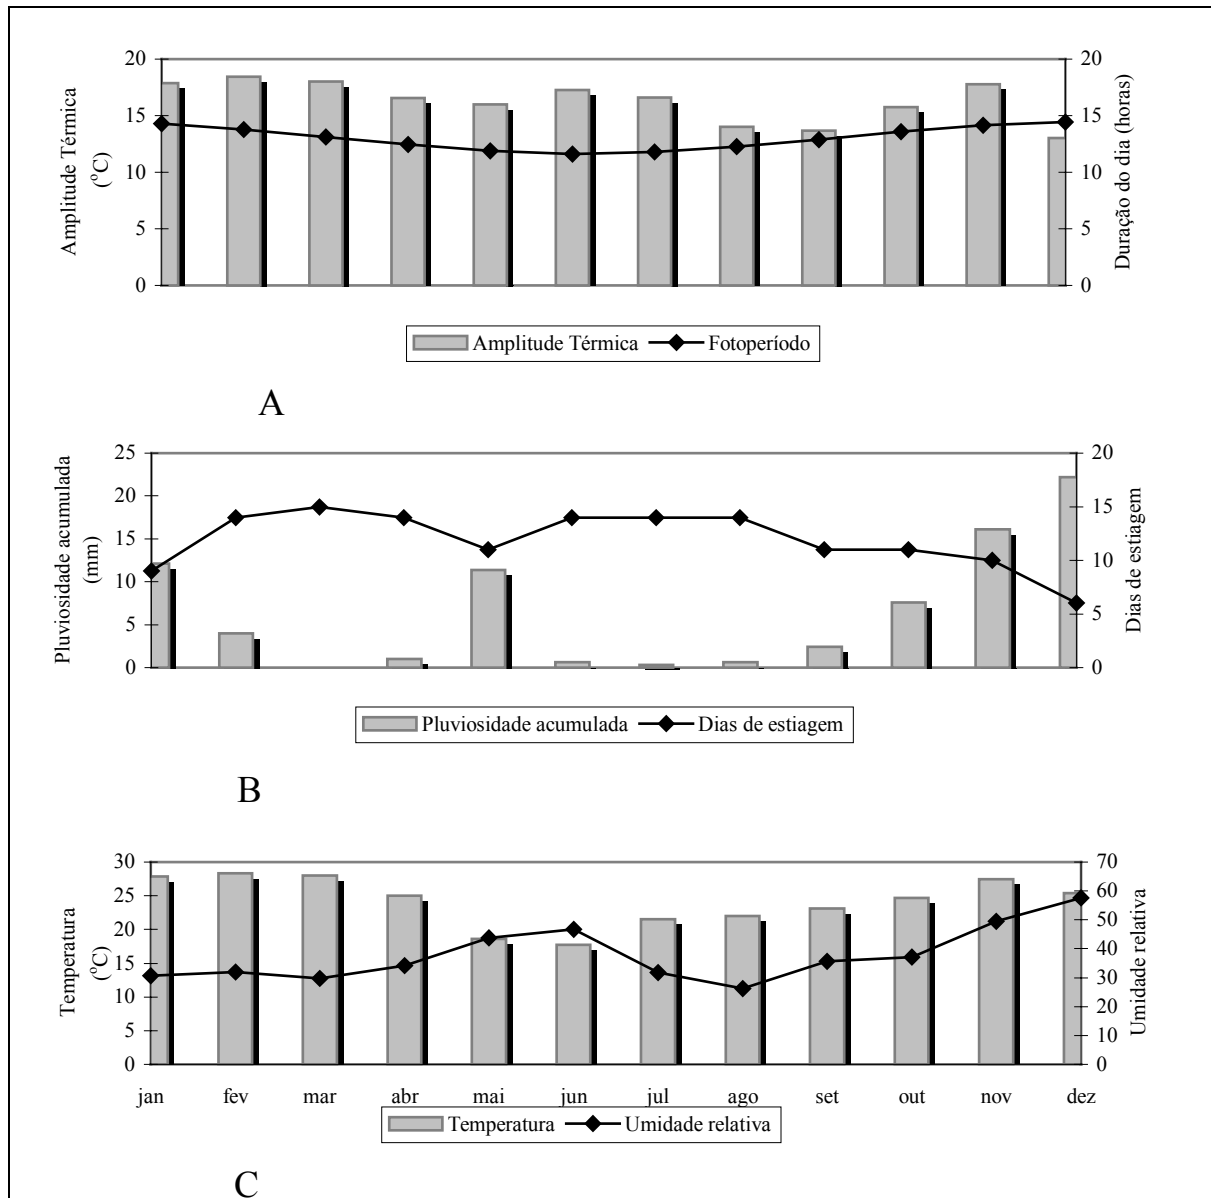 20
15
10
5
0
Amplitude Térmica
(°C)
20
15
10
5
0
Duração do dia (horas)
Amplitude Térmica
Fotoperíodo
A
25
20
15
10
5
0
Pluviosidade acumulada
(mm)
20
15
10
5
0
Dias de estiagem
Pluviosidade acumulada
Dias de estiagem
B
30
25
20
15
10
5
0
Temperatura
(°C)
70
60
50
40
30
20
10
0
Umidade relativa
jan fev mar abr mai jun jul ago set out nov dez
Temperatura
Umidade relativa
C